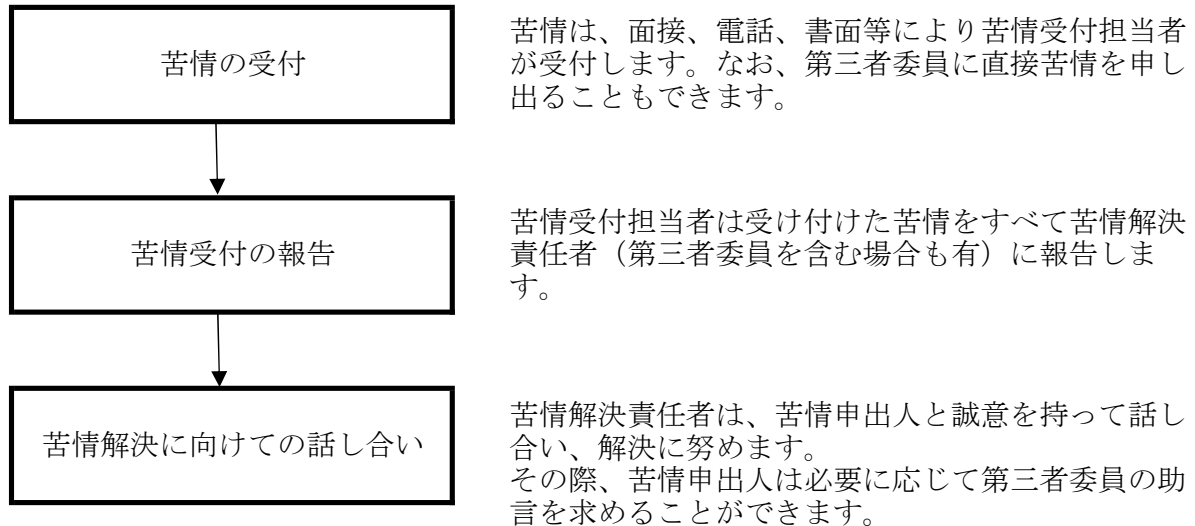 苦情の受付
苦情は、面接、電話、書面等により苦情受付担当者
が受付します。なお、第三者委員に直接苦情を申し
出ることもできます。
苦情受付の報告
苦情受付担当者は受け付けた苦情をすべて苦情解決
責任者（第三者委員を含む場合も有）に報告しま
す。
苦情解決に向けての話し合い
苦情解決責任者は、苦情申出人と誠意を持って話し
合い、解決に努めます。
その際、苦情申出人は必要に応じて第三者委員の助
言を求めることができます。